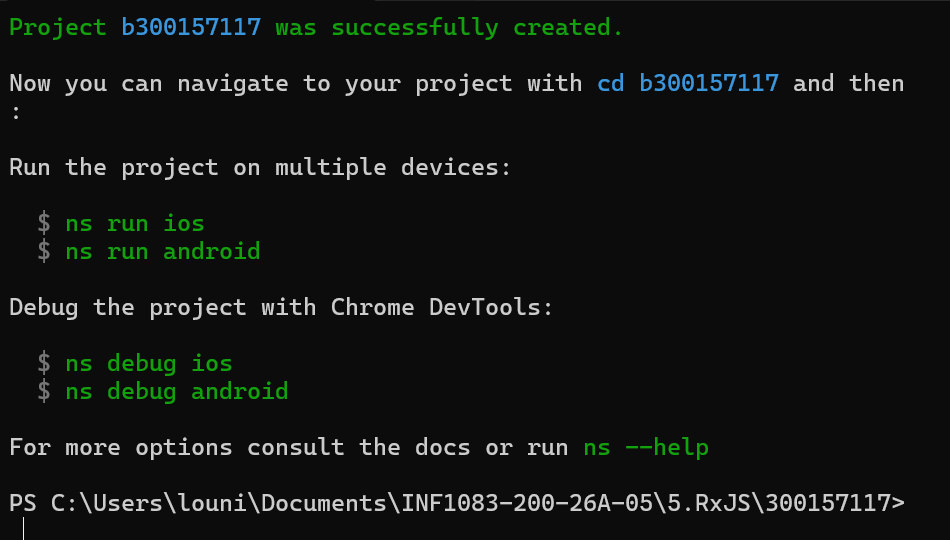 Project b300157117 was successfully created.
Now you can navigate to your project with cd b300157117 and then
:
Run the project on multiple devices:
$ ns run ios
$ ns run android
Debug the project with Chrome DevTools:
$ ns debug ios
$ ns debug android
For more options consult the docs or run ns --help
PS C:\Users\louni\Documents\INF1083-200-26A-05\5.RxJS\300157117>